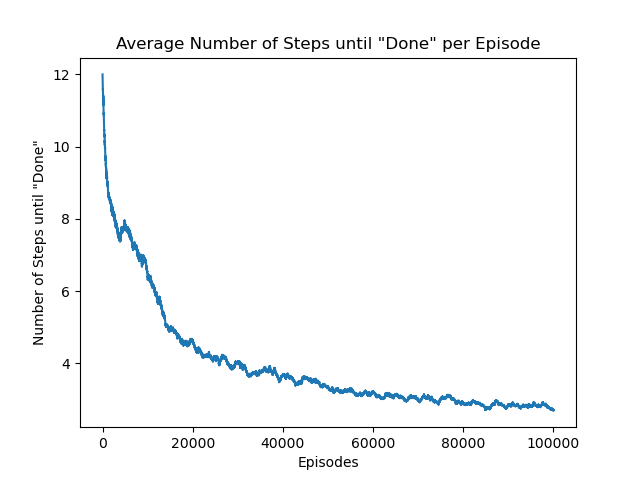 Average Number of Steps until "Done" per Episode
12
10
8
6
4
Number of Steps until "Done"
0 20000 40000 60000 80000 100000
Episodes